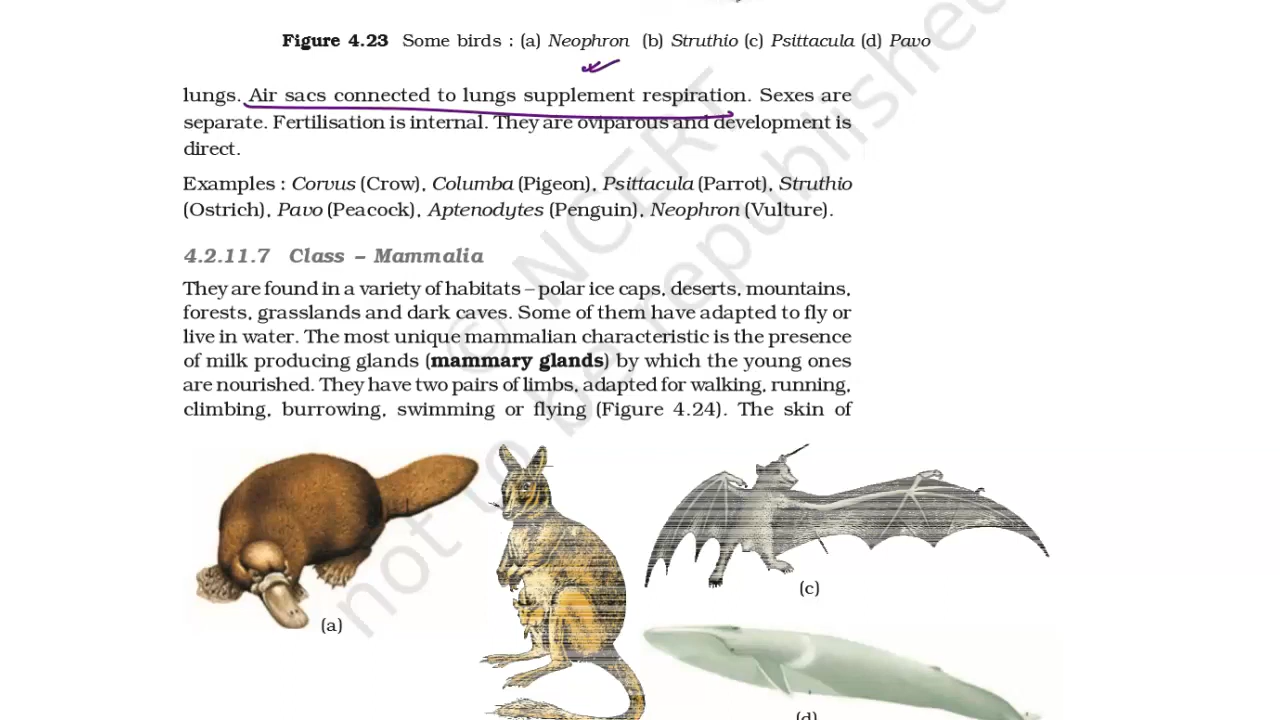 Figure 4.23 Some birds : (a) Neophron (b) Struthio (c) Psittacula (d) Pavo
lungs. Air sacs connected to lungs supplement respiration. Sexes are
separate. Fertilisation is internal. They are oviparous and development is
direct.
Examples : Corvus (Crow), Columba (Pigeon), Psittacula (Parrot), Struthio
(Ostrich), Pavo (Peacock), Aptenodytes (Penguin), Neophron (Vulture).
4.2.11.7 Class – Mammalia
They are found in a variety of habitats – polar ice caps, deserts, mountains,
forests, grasslands and dark caves. Some of them have adapted to fly or
live in water. The most unique mammalian characteristic is the presence
of milk producing glands (mammary glands) by which the young ones
are nourished. They have two pairs of limbs, adapted for walking, running,
climbing, burrowing, swimming or flying (Figure 4.24). The skin of
(a)
(c)
(d)
© NCERT
not to be republished